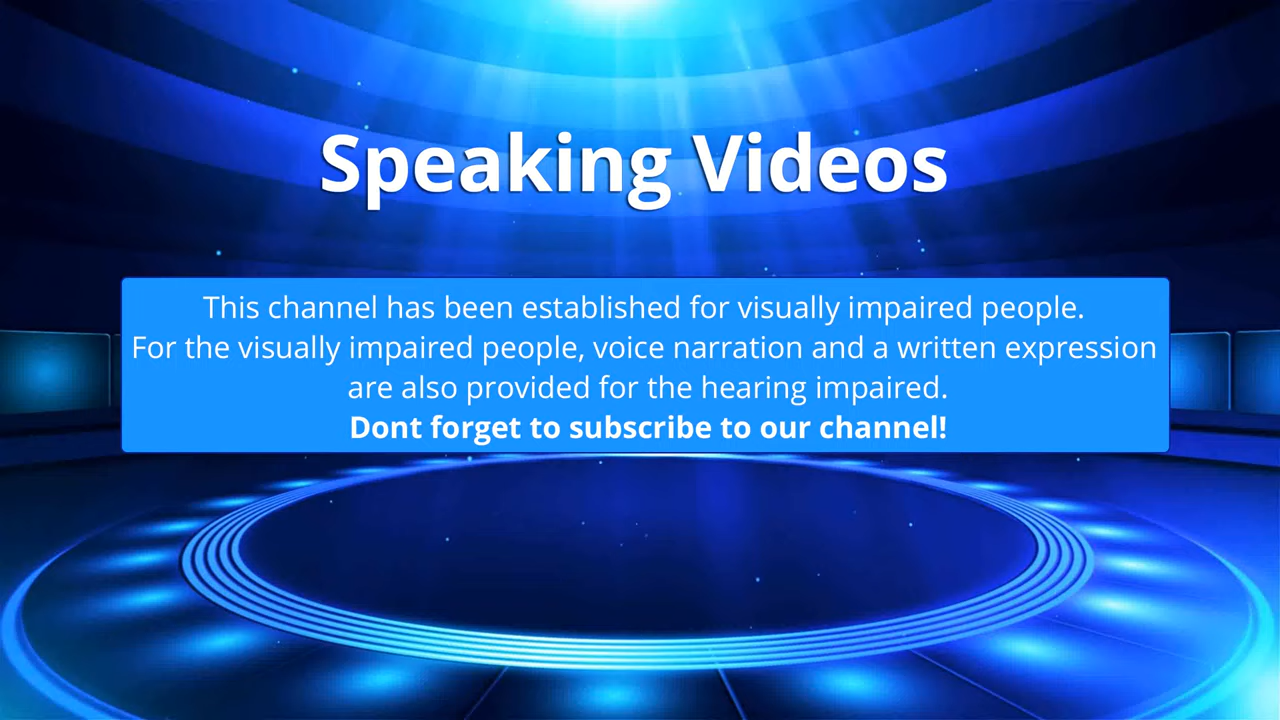 Speaking Videos
This channel has been established for visually impaired people.
For the visually impaired people, voice narration and a written expression
are also provided for the hearing impaired.
Dont forget to subscribe to our channel!